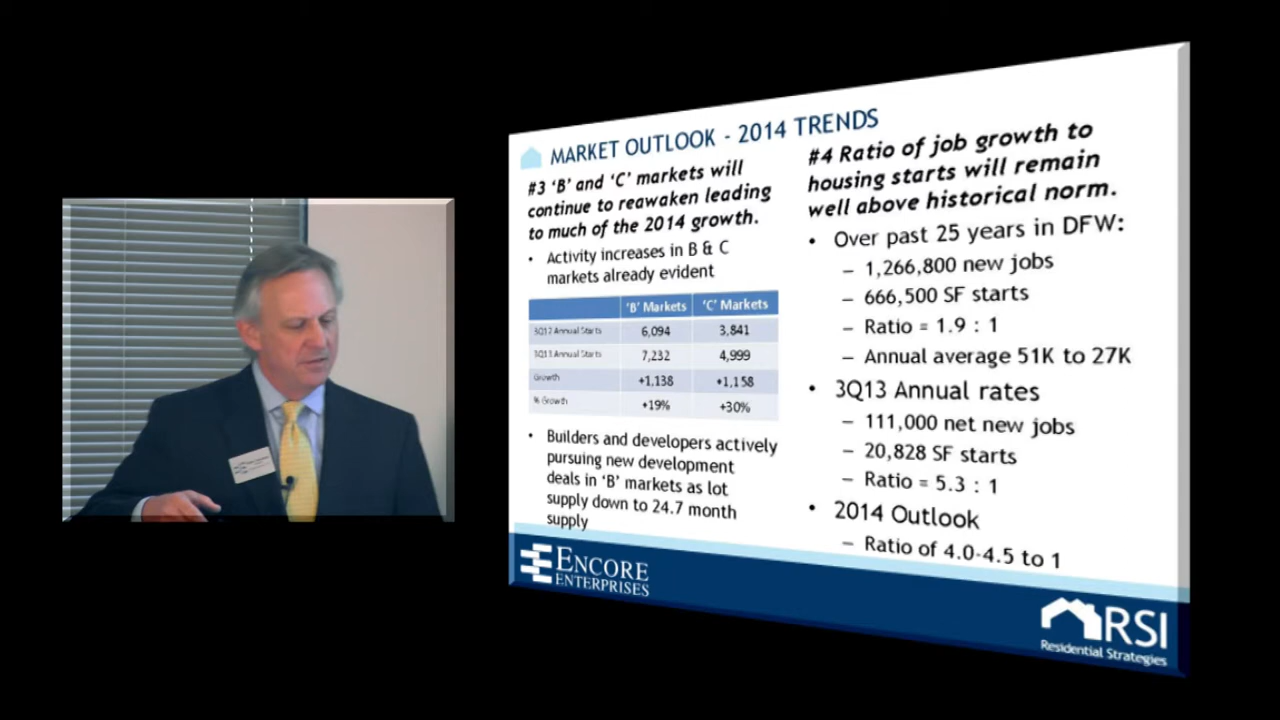 MARKET OUTLOOK - 2014 TRENDS
#3 ‘B’ and ‘C’ markets will
continue to reawaken leading
to much of the 2014 growth.
• Activity increases in B & C
markets already evident
‘B’ Markets ‘C’ Markets
3Q12 Annual Starts 6,094 3,841
3Q13 Annual Starts 7,232 4,999
Growth +1,138 +1,158
% Growth +19% +30%
• Builders and developers actively
pursuing new development
deals in ‘B’ markets as lot
supply down to 24.7 month
supply
#4 Ratio of job growth to
housing starts will remain
well above historical norm.
• Over past 25 years in DFW:
– 1,266,800 new jobs
– 666,500 SF starts
– Ratio = 1.9 : 1
– Annual average 51K to 27K
• 3Q13 Annual rates
– 111,000 net new jobs
– 20,828 SF starts
– Ratio = 5.3 : 1
• 2014 Outlook
– Ratio of 4.0-4.5 to 1
ENCORE
ENTERPRISES
RSI
Residential Strategies